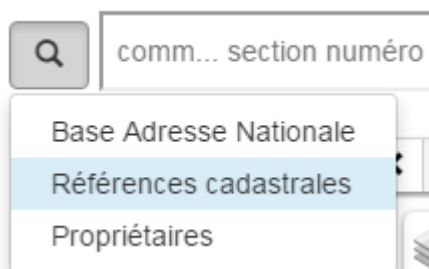 comm... section numéro
Base Adresse Nationale
Références cadastrales
Propriétaires